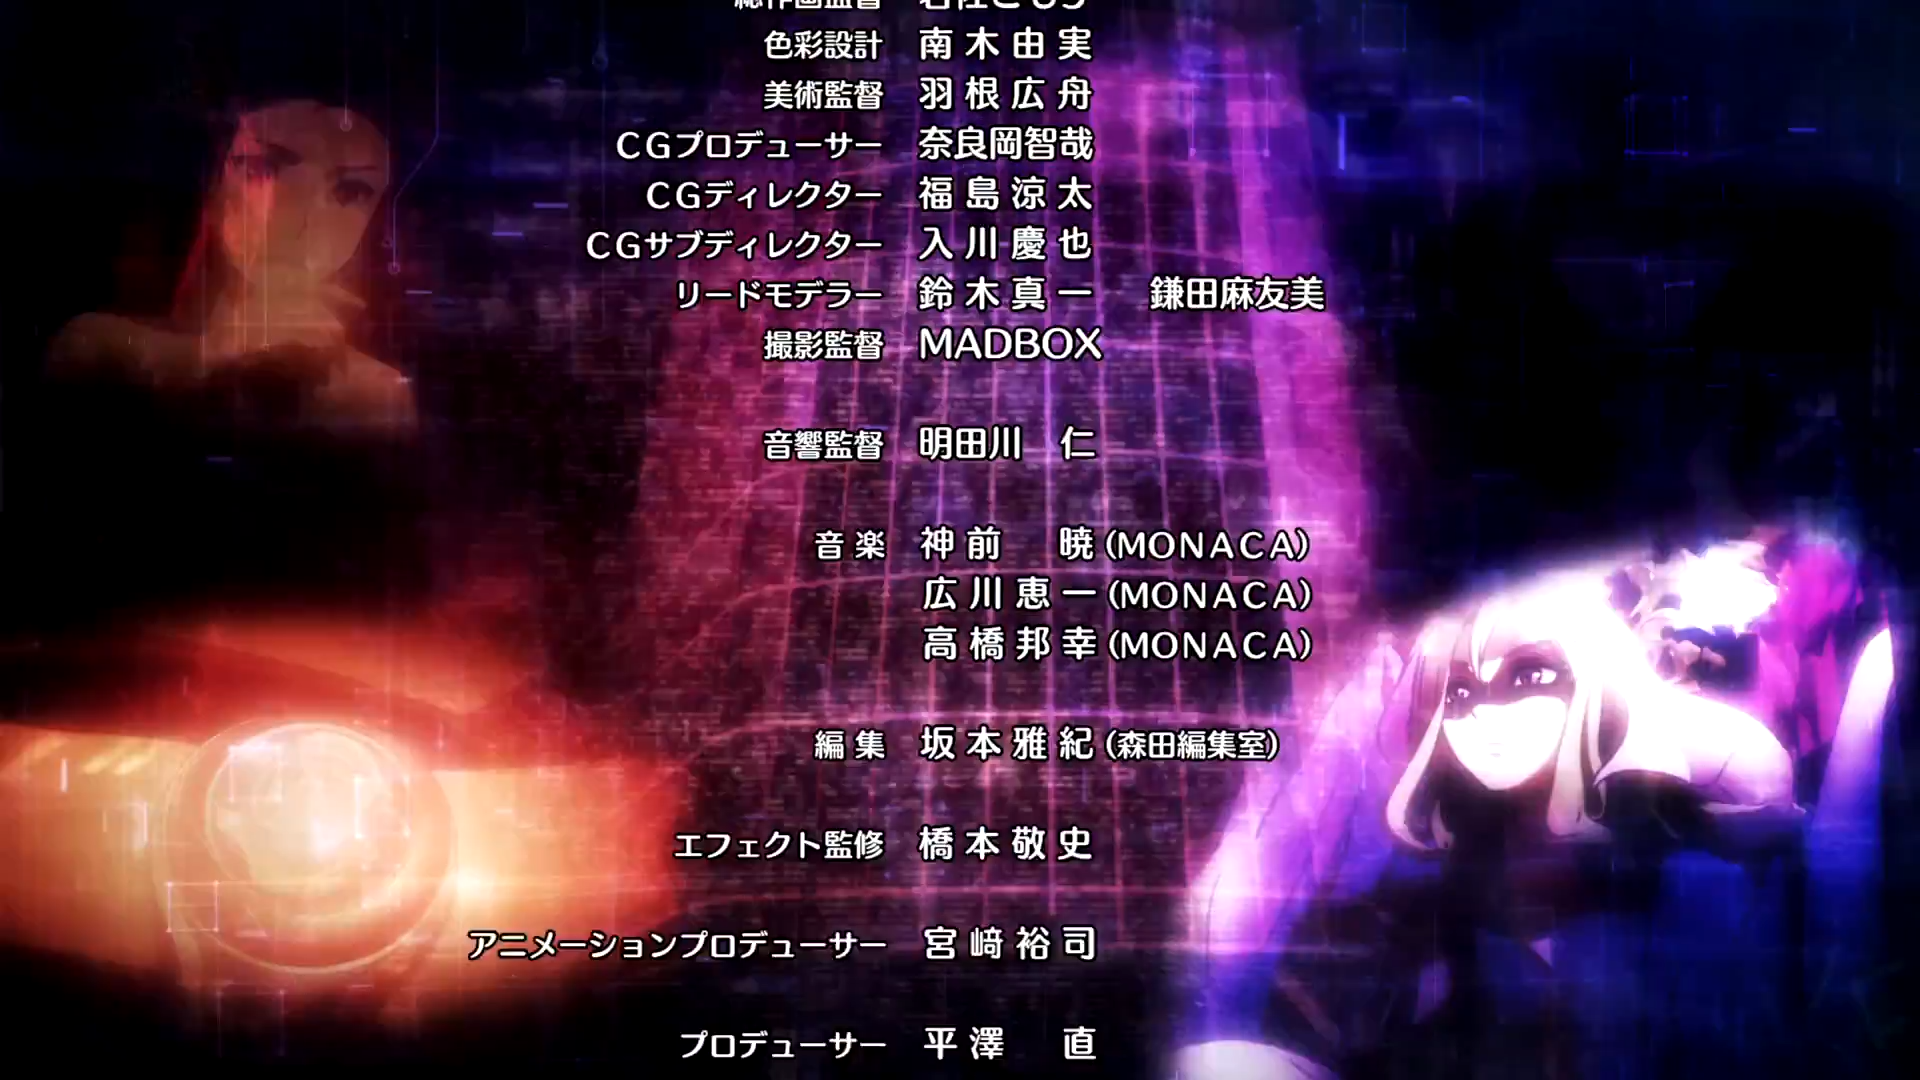 総作画監督
色彩設計 南木由実
美術監督 羽根広舟
CGプロデューサー 奈良岡智哉
CGディレクター 福島涼太
CGサブディレクター 入川慶也
リードモデラー 鈴木真一 鎌田麻友美
撮影監督 MADBOX
音響監督 明田川 仁
音楽 神前 暁(MONACA)
広川恵一(MONACA)
高橋邦幸(MONACA)
編集 坂本雅紀(森田編集室)
エフェクト監修 橋本敬史
アニメーションプロデューサー 宮﨑裕司
プロデューサー 平澤 直